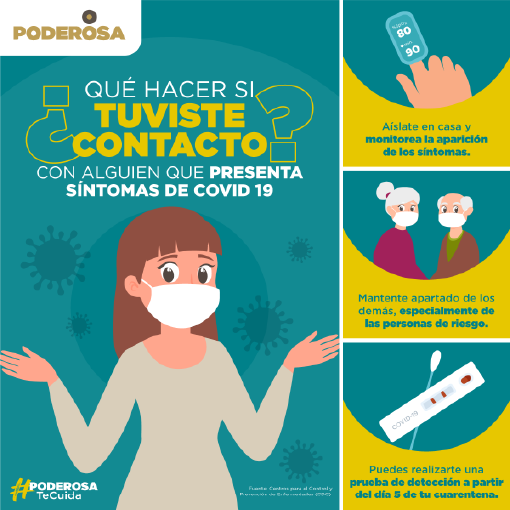 PODEROSA
QUÉ HACER SI
¿TUVISTE
CONTACTO?
CON ALGUIEN QUE PRESENTA
SÍNTOMAS DE COVID 19
80
90
Aíslate en casa y
monitorea la aparición
de los síntomas.
Mantente apartado de los
demás, especialmente de
las personas de riesgo.
COVID-19
Puedes realizarte una
prueba de detección a partir
del día 5 de tu cuarentena.
#PODEROSA
TeCuida
Fuente: Centros para el Control y
Prevención de Enfermedades (CDC)